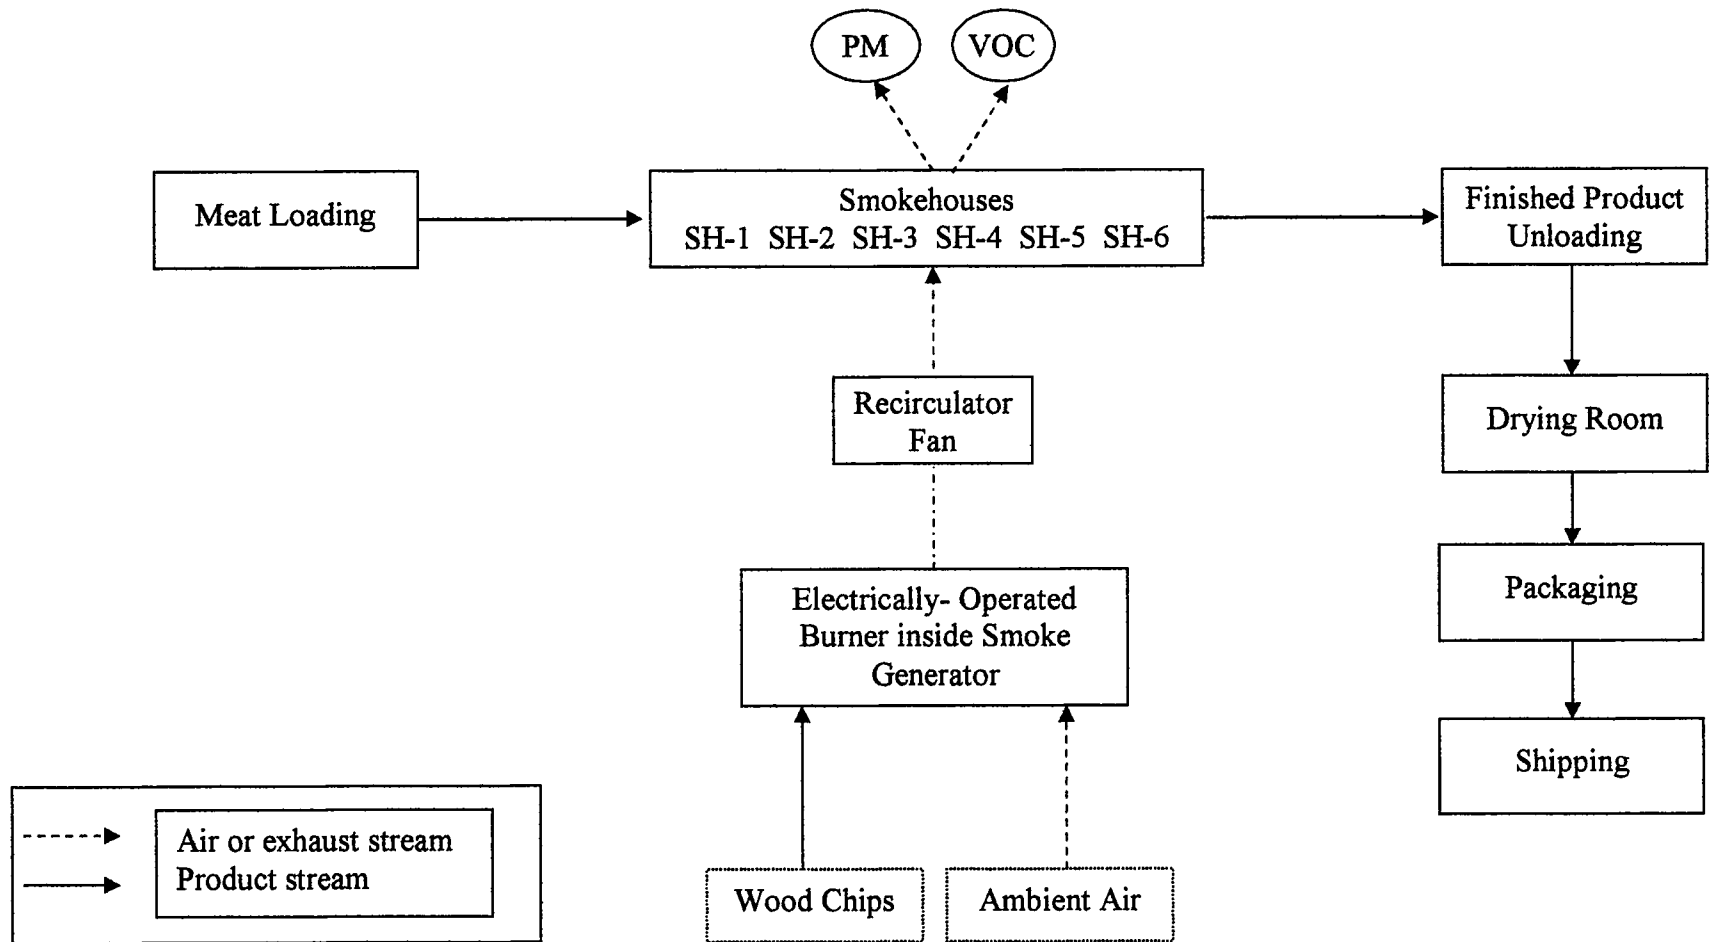 PM
VOC
Meat Loading
Smokehouses
SH-1 SH-2 SH-3 SH-4 SH-5 SH-6
Finished Product
Unloading
Recirculator
Fan
Drying Room
Electrically- Operated
Burner inside Smoke
Generator
Packaging
Shipping
Air or exhaust stream
Product stream
Wood Chips
Ambient Air